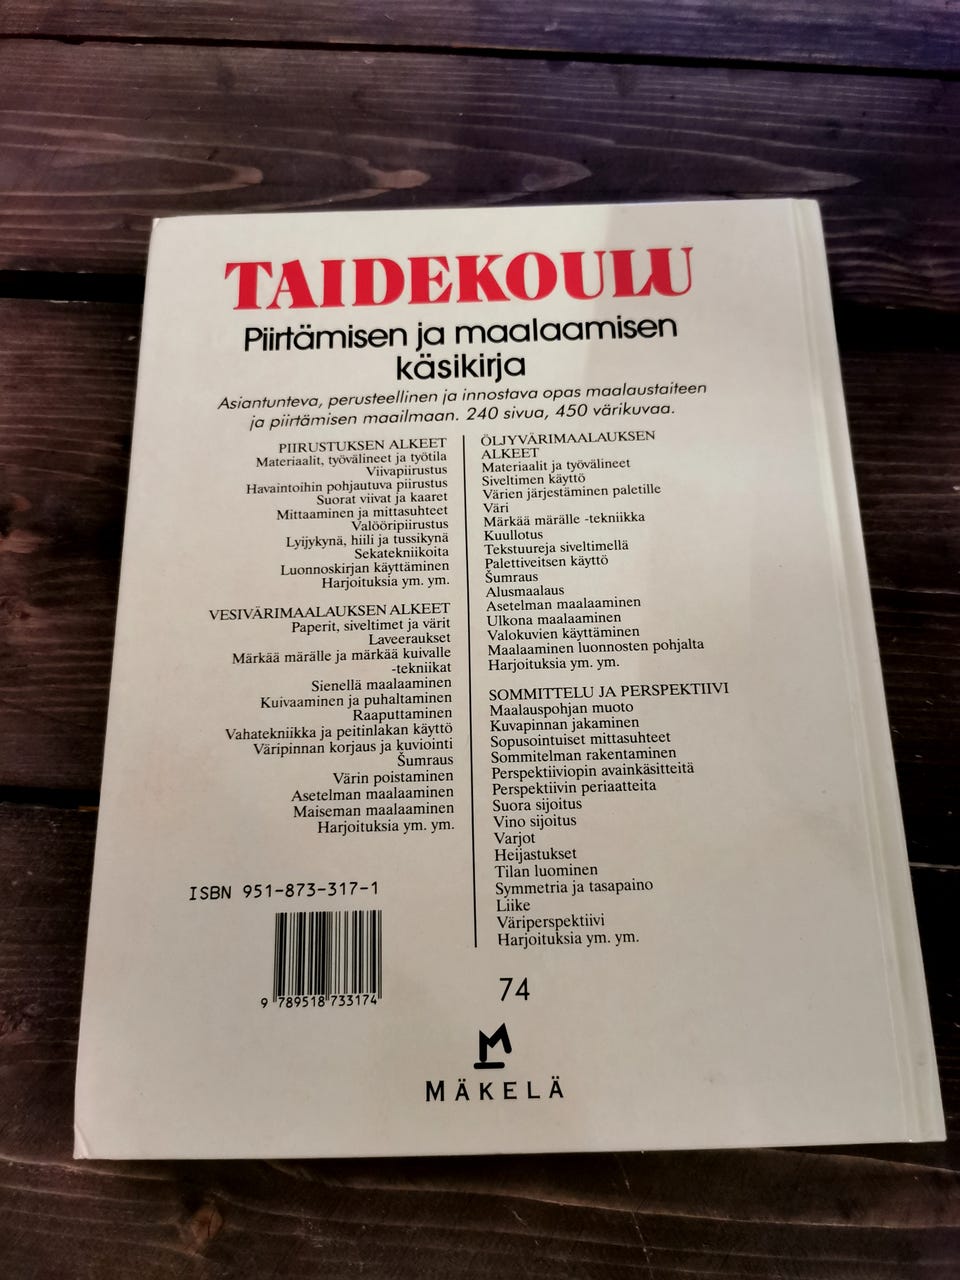 TAIDEKOULU
Piirtämisen ja maalaamisen
käsikirja
Asiantunteva, perusteellinen ja innostava opas maalaustaiteen
ja piirtämisen maailmaan. 240 sivua, 450 värikuvaa.
PIIRUSTUKSEN ALKEET
Materiaalit, työvälineet ja työtila
Viivapiirustus
Havaintoihin pohjautuva piirustus
Suorat viivat ja kaaret
Mittaaminen ja mittasuhteet
Valööripiirustus
Lyijykynä, hiili ja tussikynä
Sekatekniikoita
Luonnoskirjan käyttäminen
Harjoituksia ym. ym.
VESIVÄRIMAALAUKSEN ALKEET
Paperit, siveltimet ja värit
Laveeraukset
Märkää märälle ja märkää kuivalle
-tekniikat
Sienellä maalaaminen
Kuivaaminen ja puhaltaminen
Raaputtaminen
Vahatekniikka ja peitinlakan käyttö
Väripinnan korjaus ja kuviointi
Šumraus
Värin poistaminen
Asetelman maalaaminen
Maiseman maalaaminen
Harjoituksia ym. ym.
ÖLJYVÄRIMAALAUKSEN
ALKEET
Materiaalit ja työvälineet
Siveltimen käyttö
Värien järjestäminen paletille
Väri
Märkää märälle -tekniikka
Kuullotus
Tekstuureja siveltimellä
Palettiveitsen käyttö
Šumraus
Alusmaalaus
Asetelman maalaaminen
Ulkona maalaaminen
Valokuvien käyttäminen
Maalaaminen luonnosten pohjalta
Harjoituksia ym. ym.
SOMMITTELU JA PERSPEKTIIVI
Maalauspohjan muoto
Kuvapinnan jakaminen
Sopusointuiset mittasuhteet
Sommitelman rakentaminen
Perspektiiviopin avainkäsitteitä
Perspektiivin periaatteita
Suora sijoitus
Vino sijoitus
Varjot
Heijastukset
Tilan luominen
Symmetria ja tasapaino
Liike
Väriperspektiivi
Harjoituksia ym. ym.
ISBN 951-873-317-1
9 789518 733174
74
MÄKELÄ